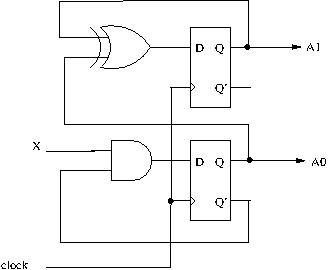 D Q A1
Q'
X
D Q A0
Q'
clock